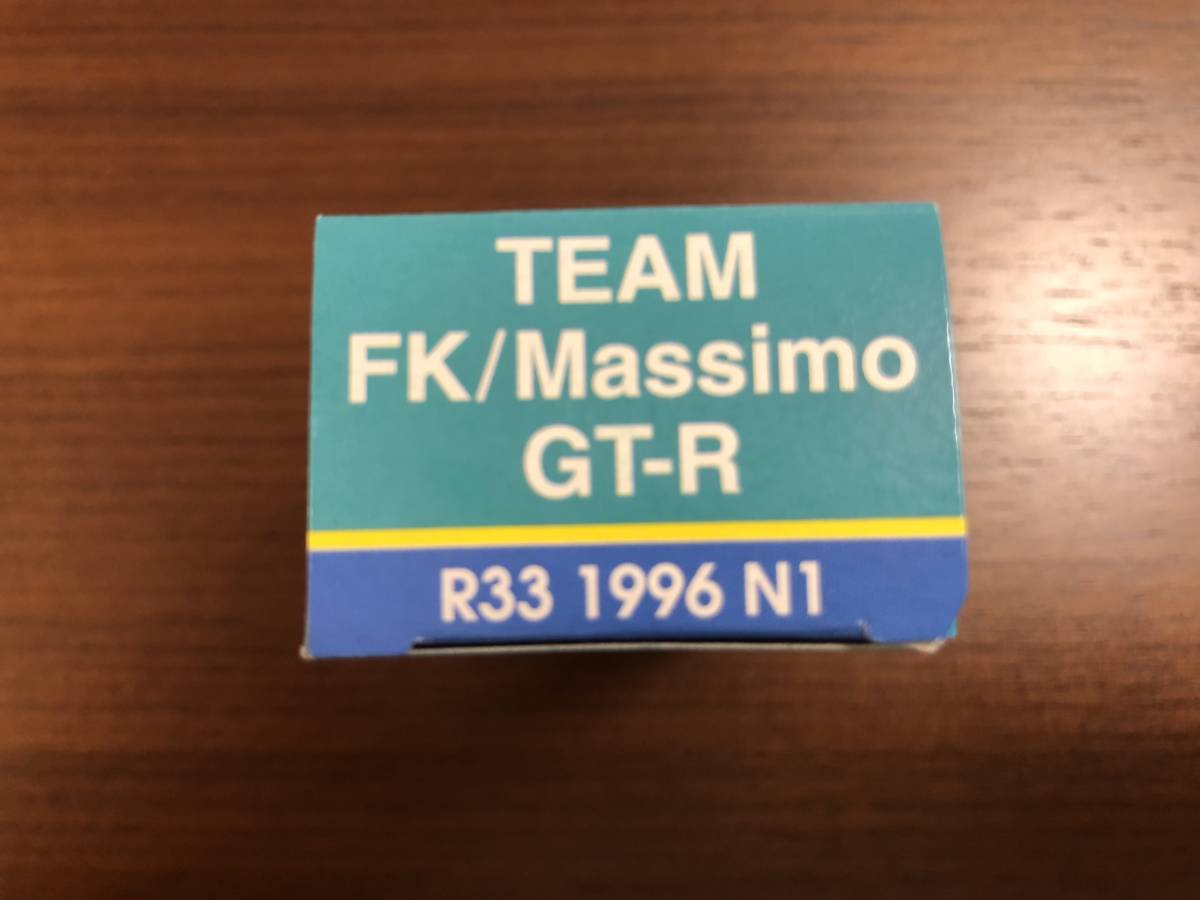 TEAM
FK/Massimo
GT-R
R33 1996 N1